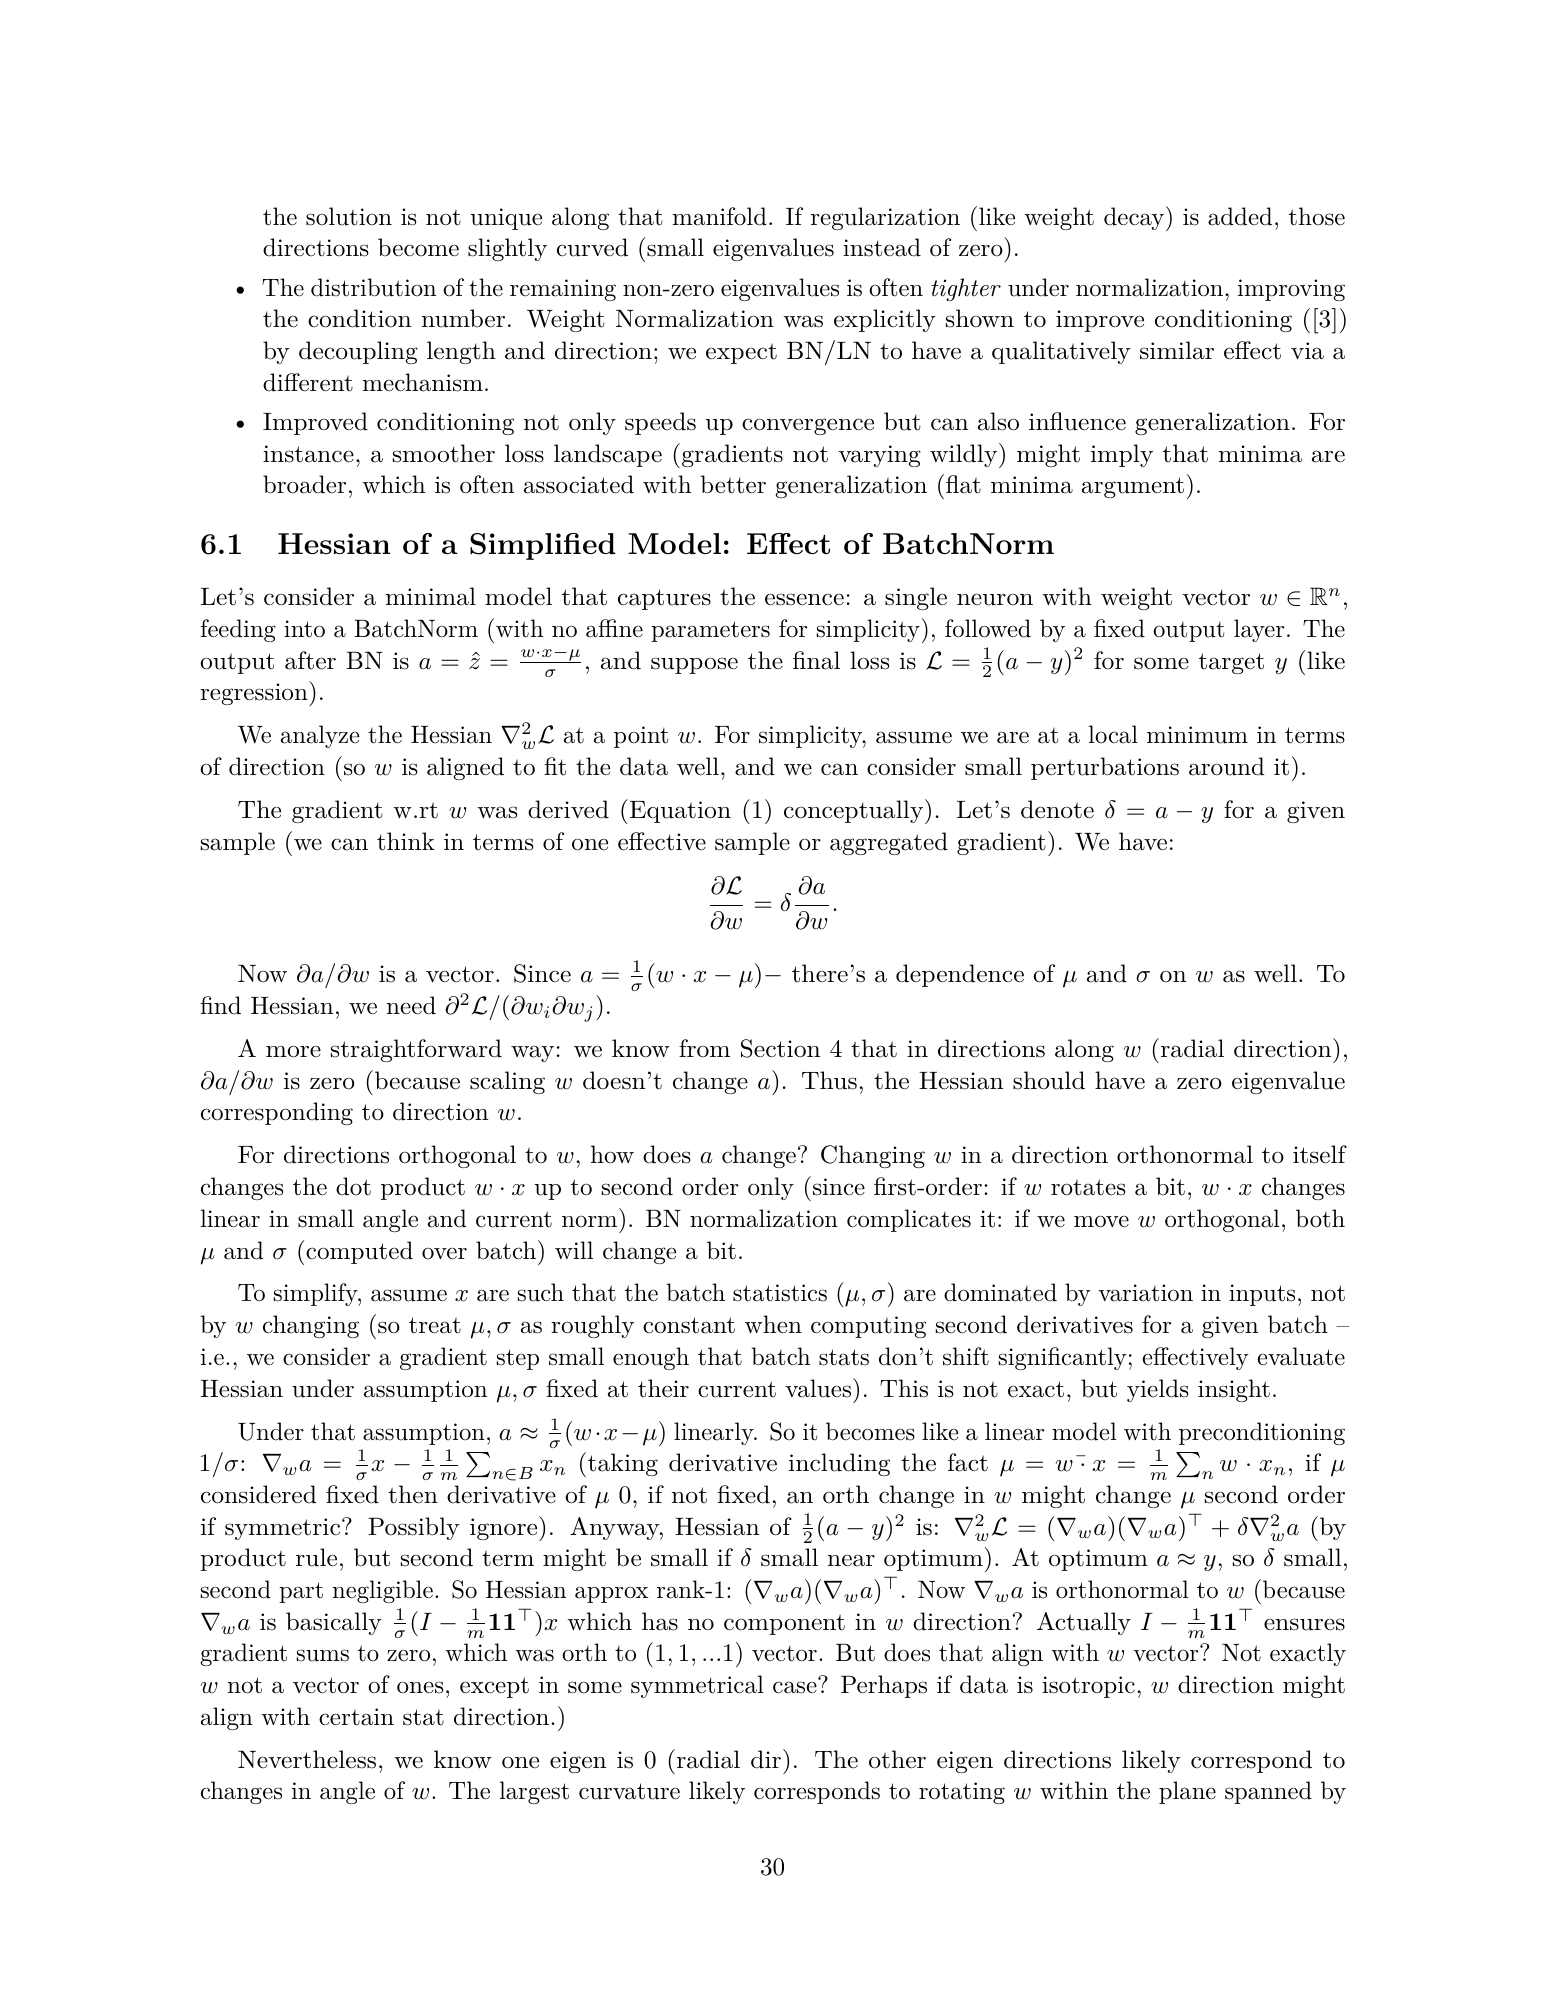 the solution is not unique along that manifold. If regularization (like weight decay) is added, those
directions become slightly curved (small eigenvalues instead of zero).
• The distribution of the remaining non-zero eigenvalues is often tighter under normalization, improving
the condition number. Weight Normalization was explicitly shown to improve conditioning ([3])
by decoupling length and direction; we expect BN/LN to have a qualitatively similar effect via a
different mechanism.
• Improved conditioning not only speeds up convergence but can also influence generalization. For
instance, a smoother loss landscape (gradients not varying wildly) might imply that minima are
broader, which is often associated with better generalization (flat minima argument).
6.1 Hessian of a Simplified Model: Effect of BatchNorm
Let's consider a minimal model that captures the essence: a single neuron with weight vector $w \in \mathbb{R}^n$,
feeding into a BatchNorm (with no affine parameters for simplicity), followed by a fixed output layer. The
output after BN is $a = \hat{z} = \frac{w \cdot x - \mu}{\sigma}$, and suppose the final loss is $\mathcal{L} = \frac{1}{2}(a - y)^2$ for some target $y$ (like
regression).
We analyze the Hessian $\nabla_w^2 \mathcal{L}$ at a point $w$. For simplicity, assume we are at a local minimum in terms
of direction (so $w$ is aligned to fit the data well, and we can consider small perturbations around it).
The gradient w.rt $w$ was derived (Equation (1) conceptually). Let's denote $\delta = a - y$ for a given
sample (we can think in terms of one effective sample or aggregated gradient). We have:
$\frac{\partial \mathcal{L}}{\partial w} = \delta \frac{\partial a}{\partial w}.$
Now $\partial a/\partial w$ is a vector. Since $a = \frac{1}{\sigma}(w \cdot x - \mu)-$ there's a dependence of $\mu$ and $\sigma$ on $w$ as well. To
find Hessian, we need $\partial^2 \mathcal{L}/(\partial w_i \partial w_j)$.
A more straightforward way: we know from Section 4 that in directions along $w$ (radial direction),
$\partial a/\partial w$ is zero (because scaling $w$ doesn't change $a$). Thus, the Hessian should have a zero eigenvalue
corresponding to direction $w$.
For directions orthogonal to $w$, how does $a$ change? Changing $w$ in a direction orthonormal to itself
changes the dot product $w \cdot x$ up to second order only (since first-order: if $w$ rotates a bit, $w \cdot x$ changes
linear in small angle and current norm). BN normalization complicates it: if we move $w$ orthogonal, both
$\mu$ and $\sigma$ (computed over batch) will change a bit.
To simplify, assume $x$ are such that the batch statistics $(\mu, \sigma)$ are dominated by variation in inputs, not
by $w$ changing (so treat $\mu, \sigma$ as roughly constant when computing second derivatives for a given batch –
i.e., we consider a gradient step small enough that batch stats don't shift significantly; effectively evaluate
Hessian under assumption $\mu, \sigma$ fixed at their current values). This is not exact, but yields insight.
Under that assumption, $a \approx \frac{1}{\sigma}(w \cdot x - \mu)$ linearly. So it becomes like a linear model with preconditioning
$1/\sigma$: $\nabla_w a = \frac{1}{\sigma}x - \frac{1}{\sigma}\frac{1}{m}\sum_{n \in B} x_n$ (taking derivative including the fact $\mu = w \bar{\cdot} x = \frac{1}{m}\sum_n w \cdot x_n$, if $\mu$
considered fixed then derivative of $\mu$ 0, if not fixed, an orth change in $w$ might change $\mu$ second order
if symmetric? Possibly ignore). Anyway, Hessian of $\frac{1}{2}(a - y)^2$ is: $\nabla_w^2 \mathcal{L} = (\nabla_w a)(\nabla_w a)^\top + \delta \nabla_w^2 a$ (by
product rule, but second term might be small if $\delta$ small near optimum). At optimum $a \approx y$, so $\delta$ small,
second part negligible. So Hessian approx rank-1: $(\nabla_w a)(\nabla_w a)^\top$. Now $\nabla_w a$ is orthonormal to $w$ (because
$\nabla_w a$ is basically $\frac{1}{\sigma}(I - \frac{1}{m}\mathbf{1}\mathbf{1}^\top)x$ which has no component in $w$ direction? Actually $I - \frac{1}{m}\mathbf{1}\mathbf{1}^\top$ ensures
gradient sums to zero, which was orth to $(1, 1, ...1)$ vector. But does that align with $w$ vector? Not exactly
$w$ not a vector of ones, except in some symmetrical case? Perhaps if data is isotropic, $w$ direction might
align with certain stat direction.)
Nevertheless, we know one eigen is 0 (radial dir). The other eigen directions likely correspond to
changes in angle of $w$. The largest curvature likely corresponds to rotating $w$ within the plane spanned by
30